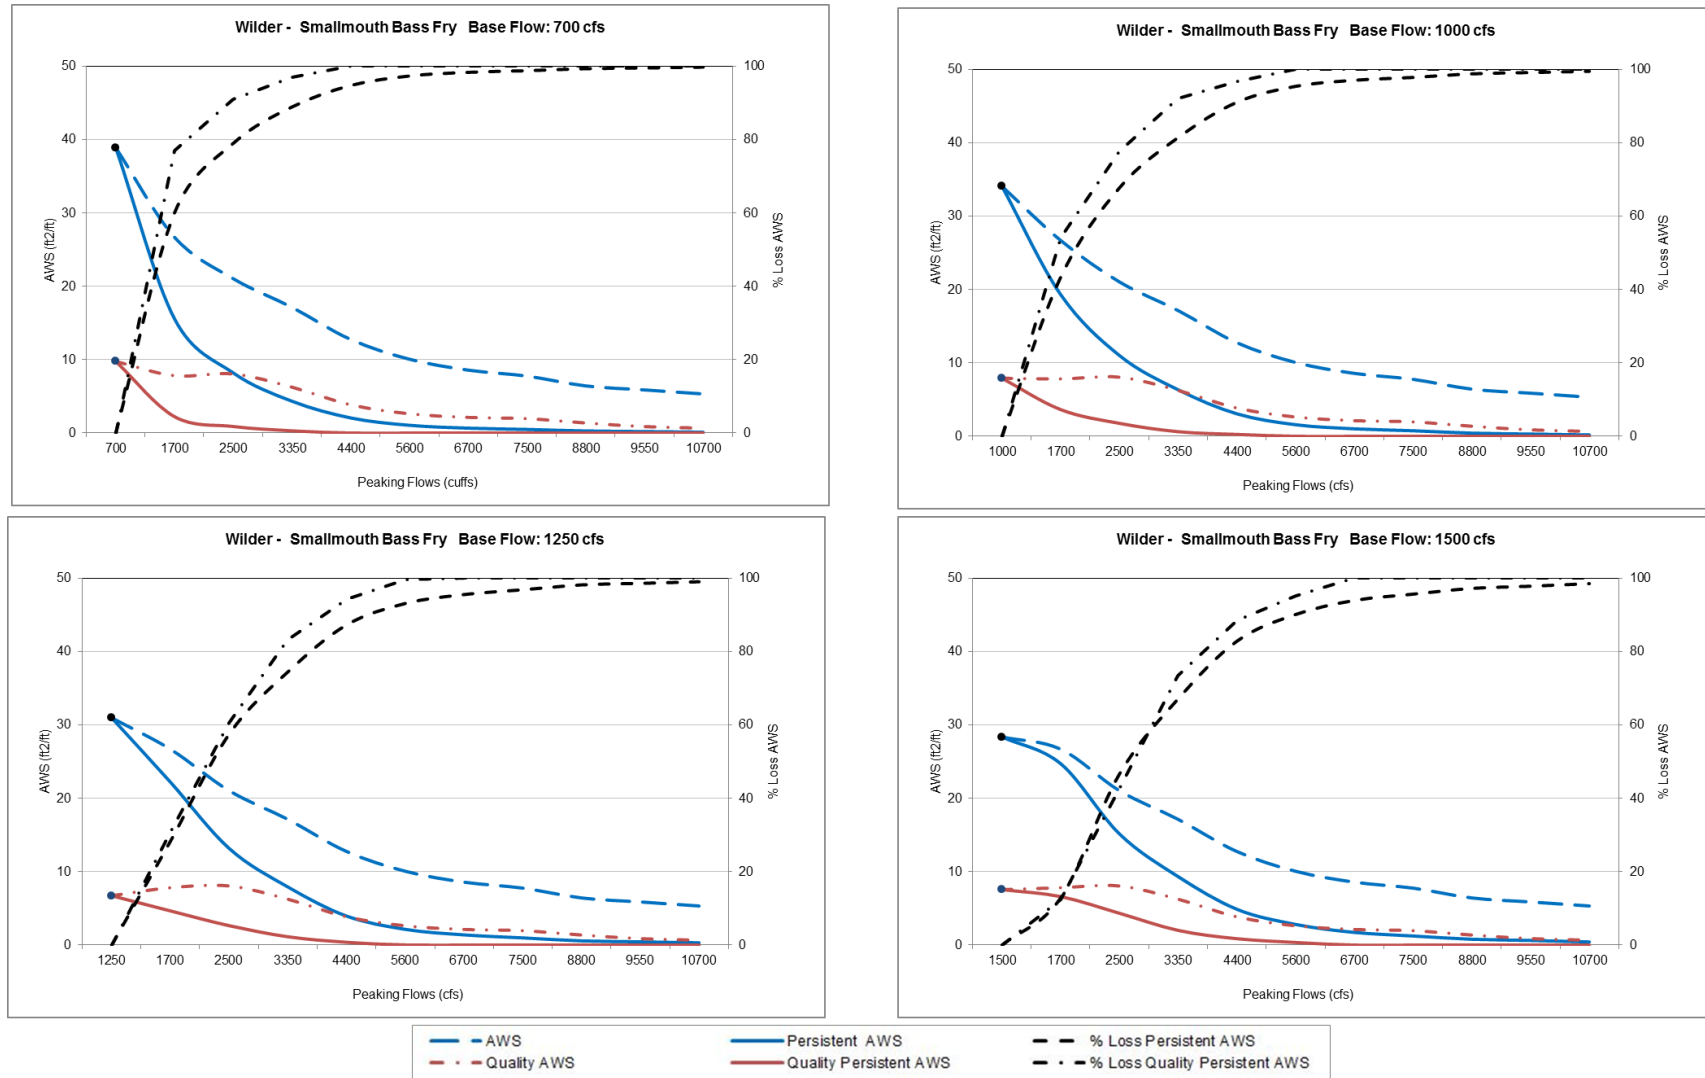 Wilder - Smallmouth Bass Fry Base Flow: 700 cfs
50
40
30
20
10
0
AWS (ft2/ft)
100
80
60
40
20
0
% Loss AWS
700 1700 2500 3350 4400 5600 6700 7500 8800 9550 10700
Peaking Flows (cuffs)
Wilder - Smallmouth Bass Fry Base Flow: 1000 cfs
50
40
30
20
10
0
AWS (ft2/ft)
100
80
60
40
20
0
% Loss AWS
1000 1700 2500 3350 4400 5600 6700 7500 8800 9550 10700
Peaking Flows (cfs)
Wilder - Smallmouth Bass Fry Base Flow: 1250 cfs
50
40
30
20
10
0
AWS (ft2/ft)
100
80
60
40
20
0
% Loss AWS
1250 1700 2500 3350 4400 5600 6700 7500 8800 9550 10700
Peaking Flows (cfs)
Wilder - Smallmouth Bass Fry Base Flow: 1500 cfs
50
40
30
20
10
0
AWS (ft2/ft)
100
80
60
40
20
0
% Loss AWS
1500 1700 2500 3350 4400 5600 6700 7500 8800 9550 10700
Peaking Flows (cfs)
AWS Persistent AWS % Loss Persistent AWS
Quality AWS Quality Persistent AWS % Loss Quality Persistent AWS